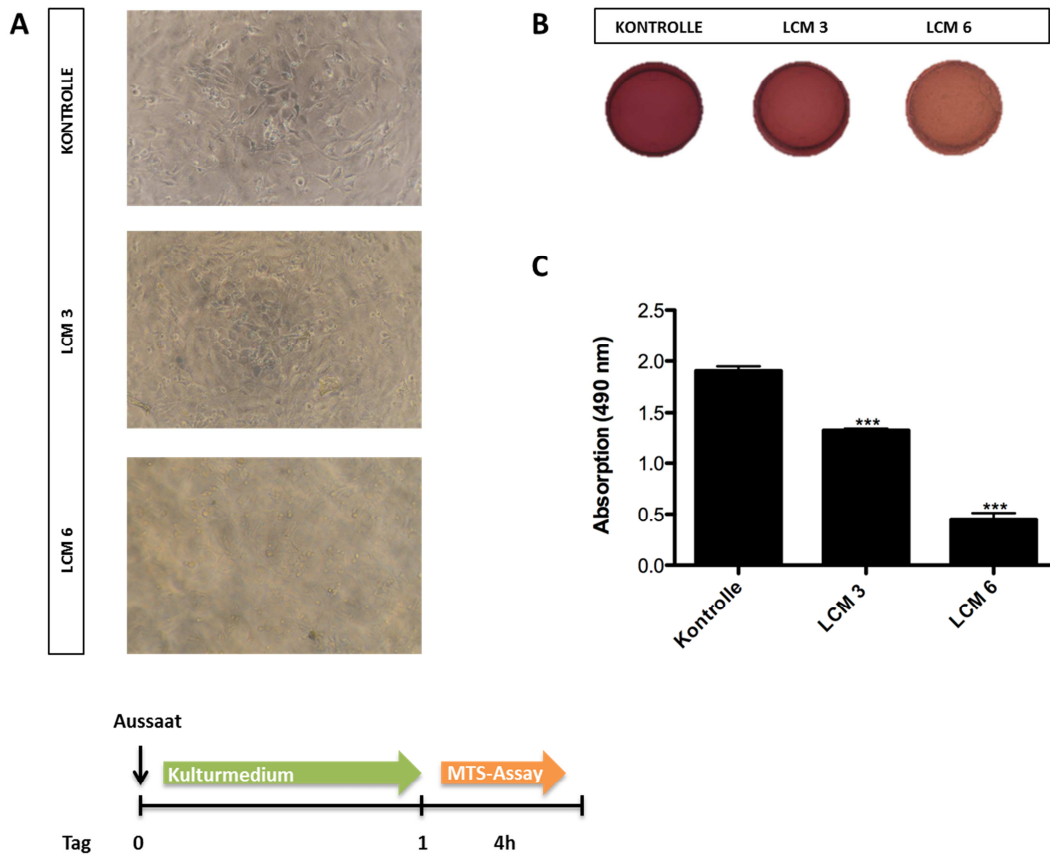 A
KONTROLLE
LCM 3
LCM 6
B
KONTROLLE LCM 3 LCM 6
C
Absorption (490 nm)
2.5
2.0
1.5
1.0
0.5
0.0
***
***
Kontrolle
LCM 3
LCM 6
Aussaat
Kulturmedium MTS-Assay
Tag 0 1 4h